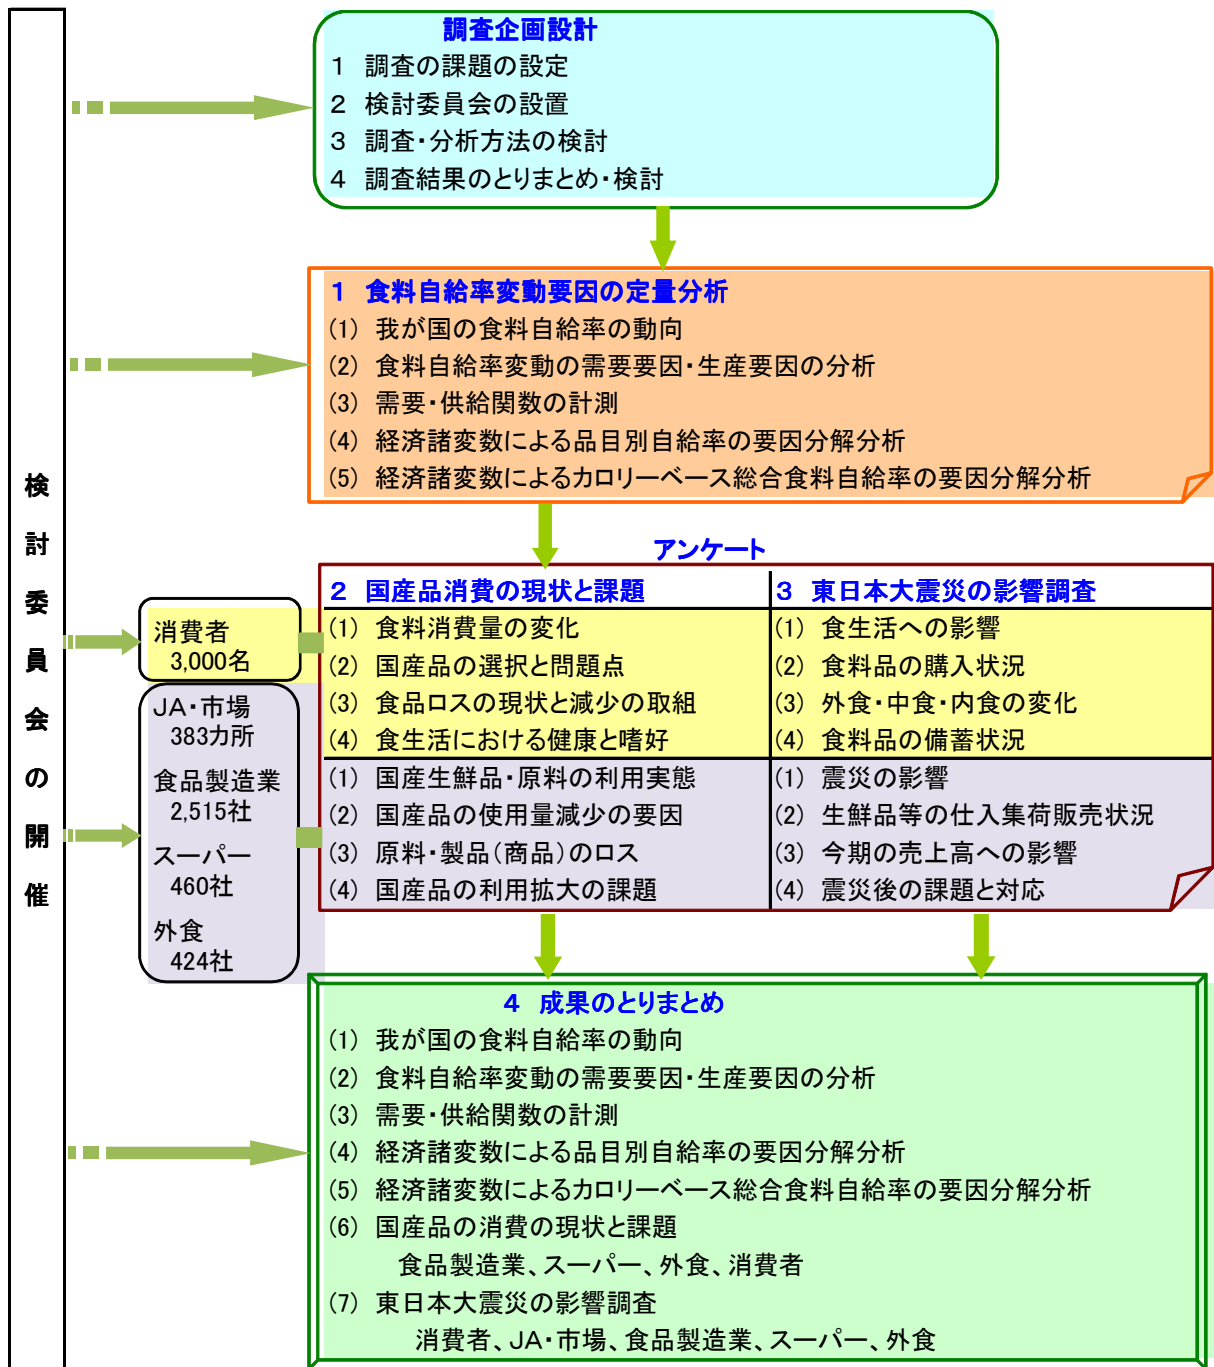 検討委員会の開催
調査企画設計
1 調査の課題の設定
2 検討委員会の設置
3 調査・分析方法の検討
4 調査結果のとりまとめ・検討
1 食料自給率変動要因の定量分析
(1) 我が国の食料自給率の動向
(2) 食料自給率変動の需要要因・生産要因の分析
(3) 需要・供給関数の計測
(4) 経済諸変数による品目別自給率の要因分解分析
(5) 経済諸変数によるカロリーベース総合食料自給率の要因分解分析
アンケート
消費者
3,000名
JA・市場
383カ所
食品製造業
2,515社
スーパー
460社
外食
424社
2 国産品消費の現状と課題
(1) 食料消費量の変化
(2) 国産品の選択と問題点
(3) 食品ロスの現状と減少の取組
(4) 食生活における健康と嗜好
(1) 国産生鮮品・原料の利用実態
(2) 国産品の使用量減少の要因
(3) 原料・製品(商品)のロス
(4) 国産品の利用拡大の課題
3 東日本大震災の影響調査
(1) 食生活への影響
(2) 食料品の購入状況
(3) 外食・中食・内食の変化
(4) 食料品の備蓄状況
(1) 震災の影響
(2) 生鮮品等の仕入集荷販売状況
(3) 今期の売上高への影響
(4) 震災後の課題と対応
4 成果のとりまとめ
(1) 我が国の食料自給率の動向
(2) 食料自給率変動の需要要因・生産要因の分析
(3) 需要・供給関数の計測
(4) 経済諸変数による品目別自給率の要因分解分析
(5) 経済諸変数によるカロリーベース総合食料自給率の要因分解分析
(6) 国産品の消費の現状と課題
食品製造業、スーパー、外食、消費者
(7) 東日本大震災の影響調査
消費者、JA・市場、食品製造業、スーパー、外食